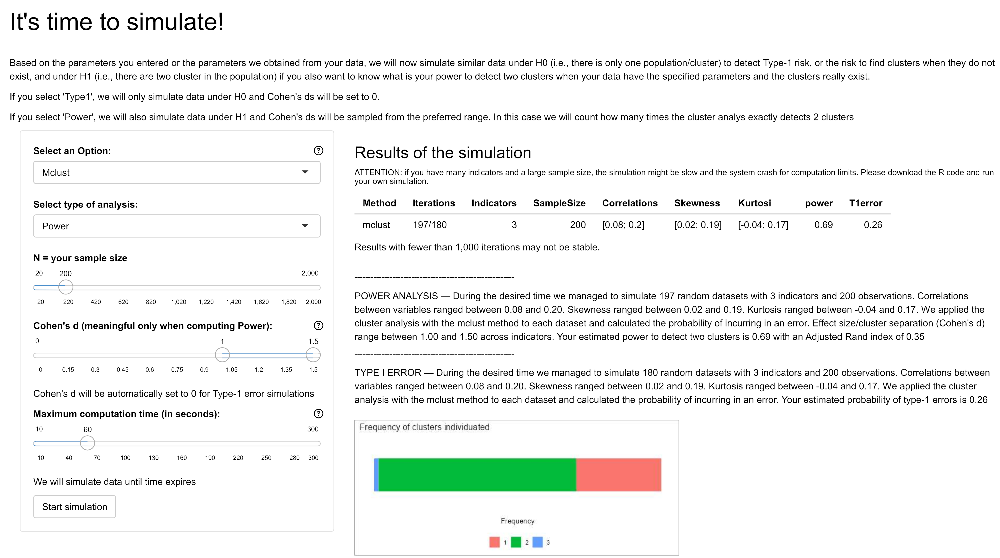 It's time to simulate!
Based on the parameters you entered or the parameters we obtained from your data, we will now simulate similar data under H0 (i.e., there is only one population/cluster) to detect Type-1 risk, or the risk to find clusters when they do not
exist, and under H1 (i.e., there are two cluster in the population) if you also want to know what is your power to detect two clusters when your data have the specified parameters and the clusters really exist.
If you select 'Type1', we will only simulate data under H0 and Cohen's ds will be set to 0.
If you select 'Power', we will also simulate data under H1 and Cohen's ds will be sampled from the preferred range. In this case we will count how many times the cluster analys exactly detects 2 clusters
Select an Option: ?
Mclust
Select type of analysis:
Power
N = your sample size
20 200 2,000
20 220 420 620 820 1,020 1,220 1,420 1,620 1,820 2,000
Cohen's d (meaningful only when computing Power): ?
0 1 1.5
0 0.15 0.3 0.45 0.6 0.75 0.9 1.05 1.2 1.35 1.5
Cohen's d will be automatically set to 0 for Type-1 error simulations
Maximum computation time (in seconds): ?
10 60 300
10 40 70 100 130 160 190 220 250 280 300
We will simulate data until time expires
Start simulation
Results of the simulation
ATTENTION: if you have many indicators and a large sample size, the simulation might be slow and the system crash for computation limits. Please download the R code and run
your own simulation.
Method Iterations Indicators SampleSize Correlations Skewness Kurtosi power T1error
mclust 197/180 3 200 [0.08; 0.2] [0.02; 0.19] [-0.04; 0.17] 0.69 0.26
Results with fewer than 1,000 iterations may not be stable.
-----------------------------------------------------------
POWER ANALYSIS — During the desired time we managed to simulate 197 random datasets with 3 indicators and 200 observations. Correlations
between variables ranged between 0.08 and 0.20. Skewness ranged between 0.02 and 0.19. Kurtosis ranged between -0.04 and 0.17. We applied the
cluster analysis with the mclust method to each dataset and calculated the probability of incurring in an error. Effect size/cluster separation (Cohen's d)
range between 1.00 and 1.50 across indicators. Your estimated power to detect two clusters is 0.69 with an Adjusted Rand index of 0.35
-----------------------------------------------------------
TYPE I ERROR — During the desired time we managed to simulate 180 random datasets with 3 indicators and 200 observations. Correlations between
variables ranged between 0.08 and 0.20. Skewness ranged between 0.02 and 0.19. Kurtosis ranged between -0.04 and 0.17. We applied the cluster
analysis with the mclust method to each dataset and calculated the probability of incurring in an error. Your estimated probability of type-1 errors is 0.26
Frequency of clusters individuated
Frequency
1 2 3